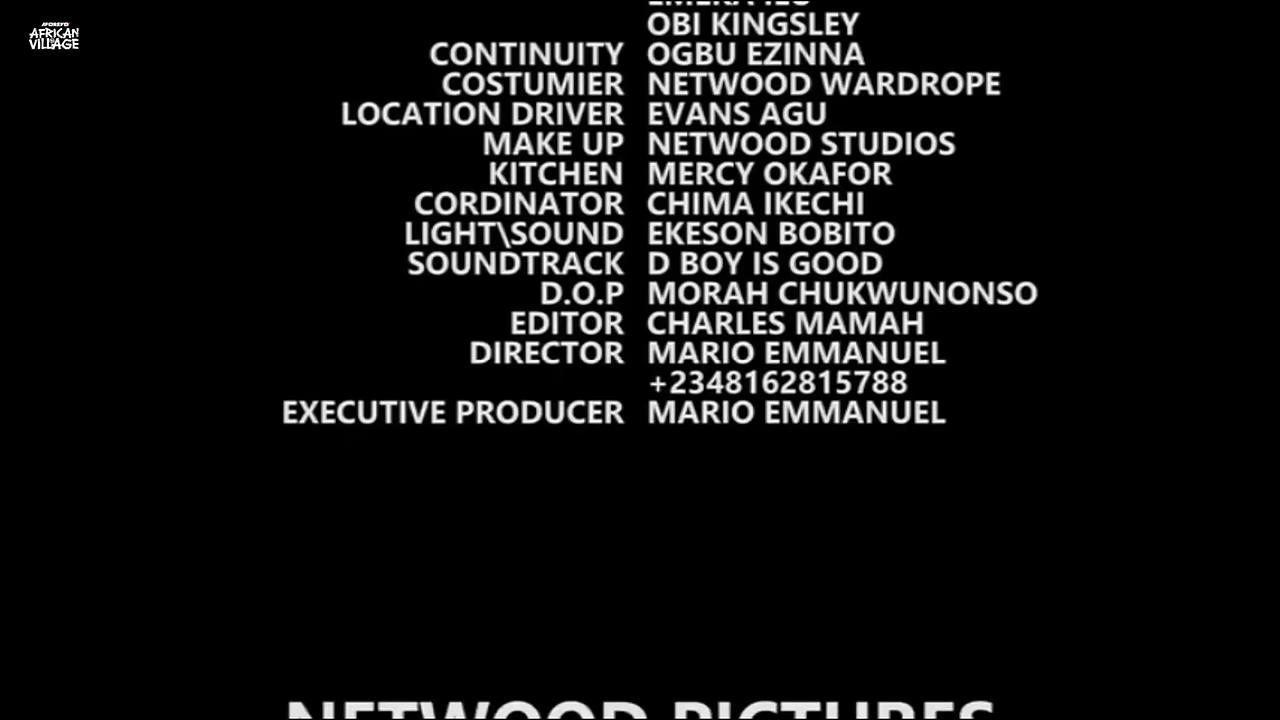 AFOREVO
AFRICAN
VILLAGE
OBI KINGSLEY
CONTINUITY OGBU EZINNA
COSTUMIER NETWOOD WARDROPE
LOCATION DRIVER EVANS AGU
MAKE UP NETWOOD STUDIOS
KITCHEN MERCY OKAFOR
CORDINATOR CHIMA IKECHI
LIGHT\SOUND EKESON BOBITO
SOUNDTRACK D BOY IS GOOD
D.O.P MORAH CHUKWUNONSO
EDITOR CHARLES MAMAH
DIRECTOR MARIO EMMANUEL
+2348162815788
EXECUTIVE PRODUCER MARIO EMMANUEL
NETWOOD PICTURES